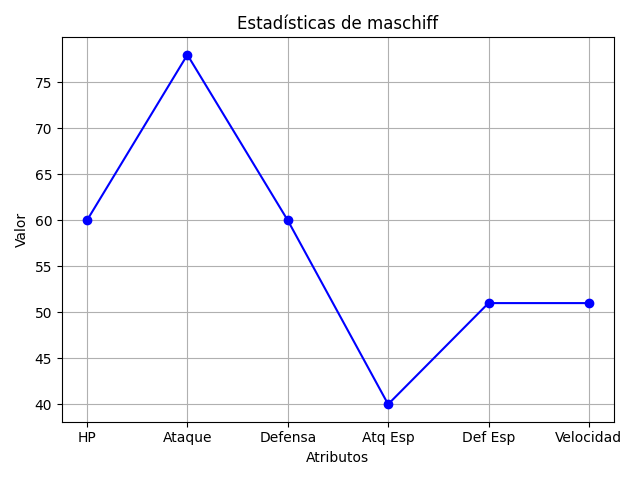 Estadísticas de maschiff
Valor
75
70
65
60
55
50
45
40
HP Ataque Defensa Atq Esp Def Esp Velocidad
Atributos